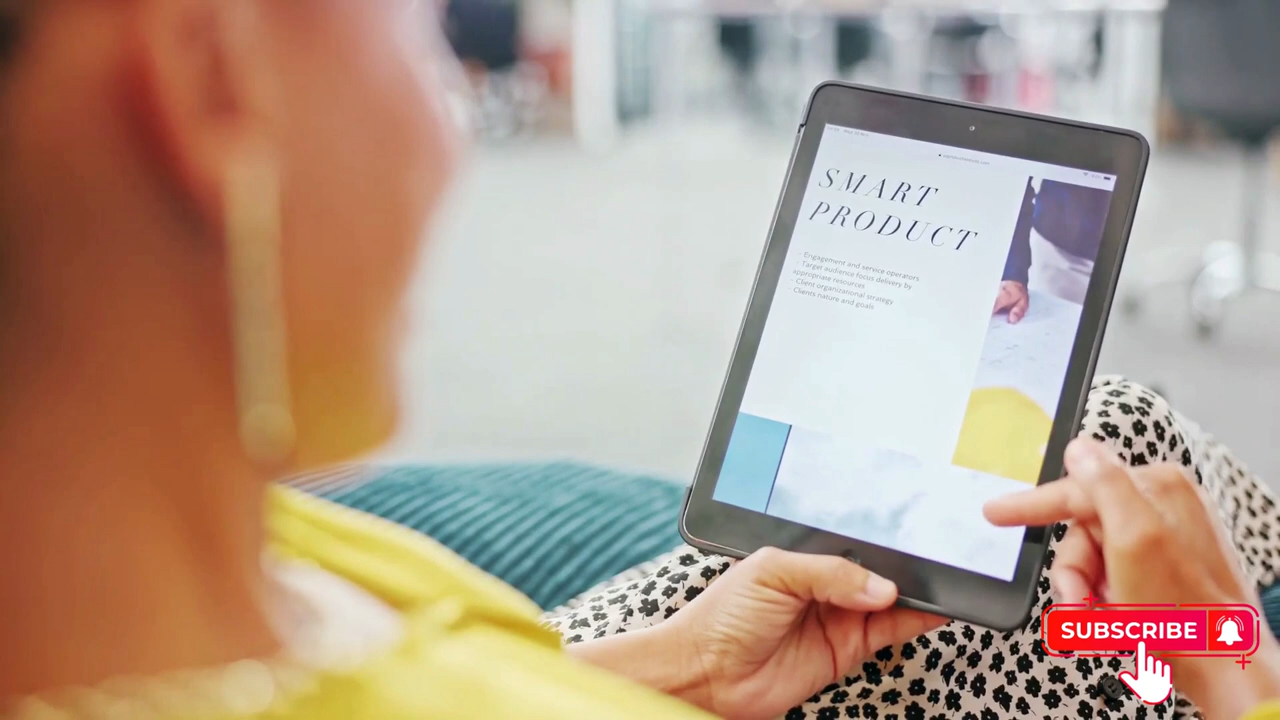 SMART
PRODUCT
- Engagement and service operators
- Target audience focus delivery by
appropriate resources
- Client organizational strategy
- Clients nature and goals
SUBSCRIBE